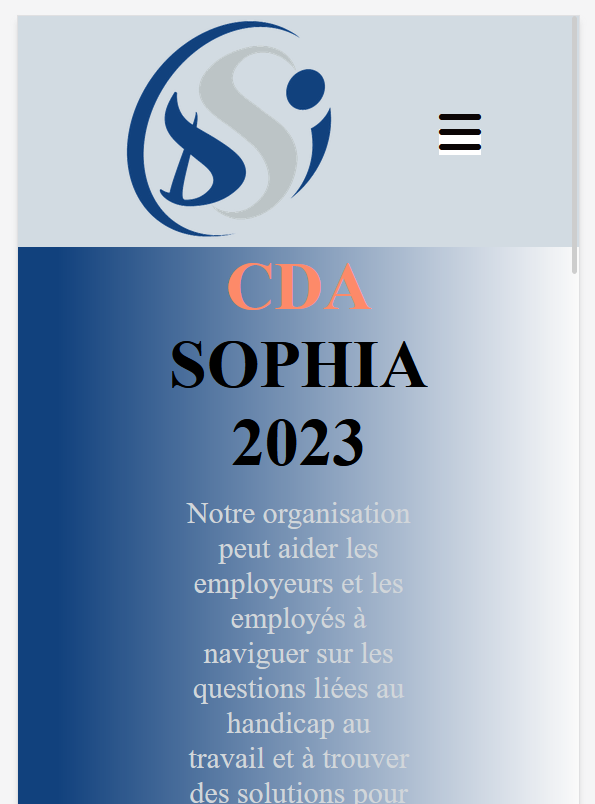 CDA
SOPHIA
2023
Notre organisation
peut aider les
employeurs et les
employés à
naviguer sur les
questions liées au
handicap au
travail et à trouver
des solutions pour